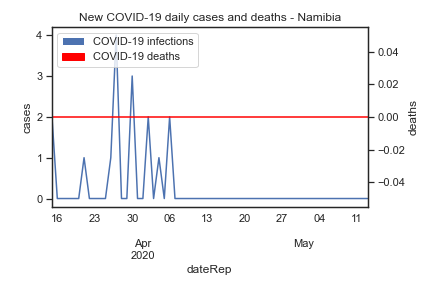 New COVID-19 daily cases and deaths - Namibia
COVID-19 infections
COVID-19 deaths
cases
4
3
2
1
0
deaths
0.04
0.02
0.00
−0.02
−0.04
16 23 30 06 13 20 27 04 11
Apr May
2020
dateRep